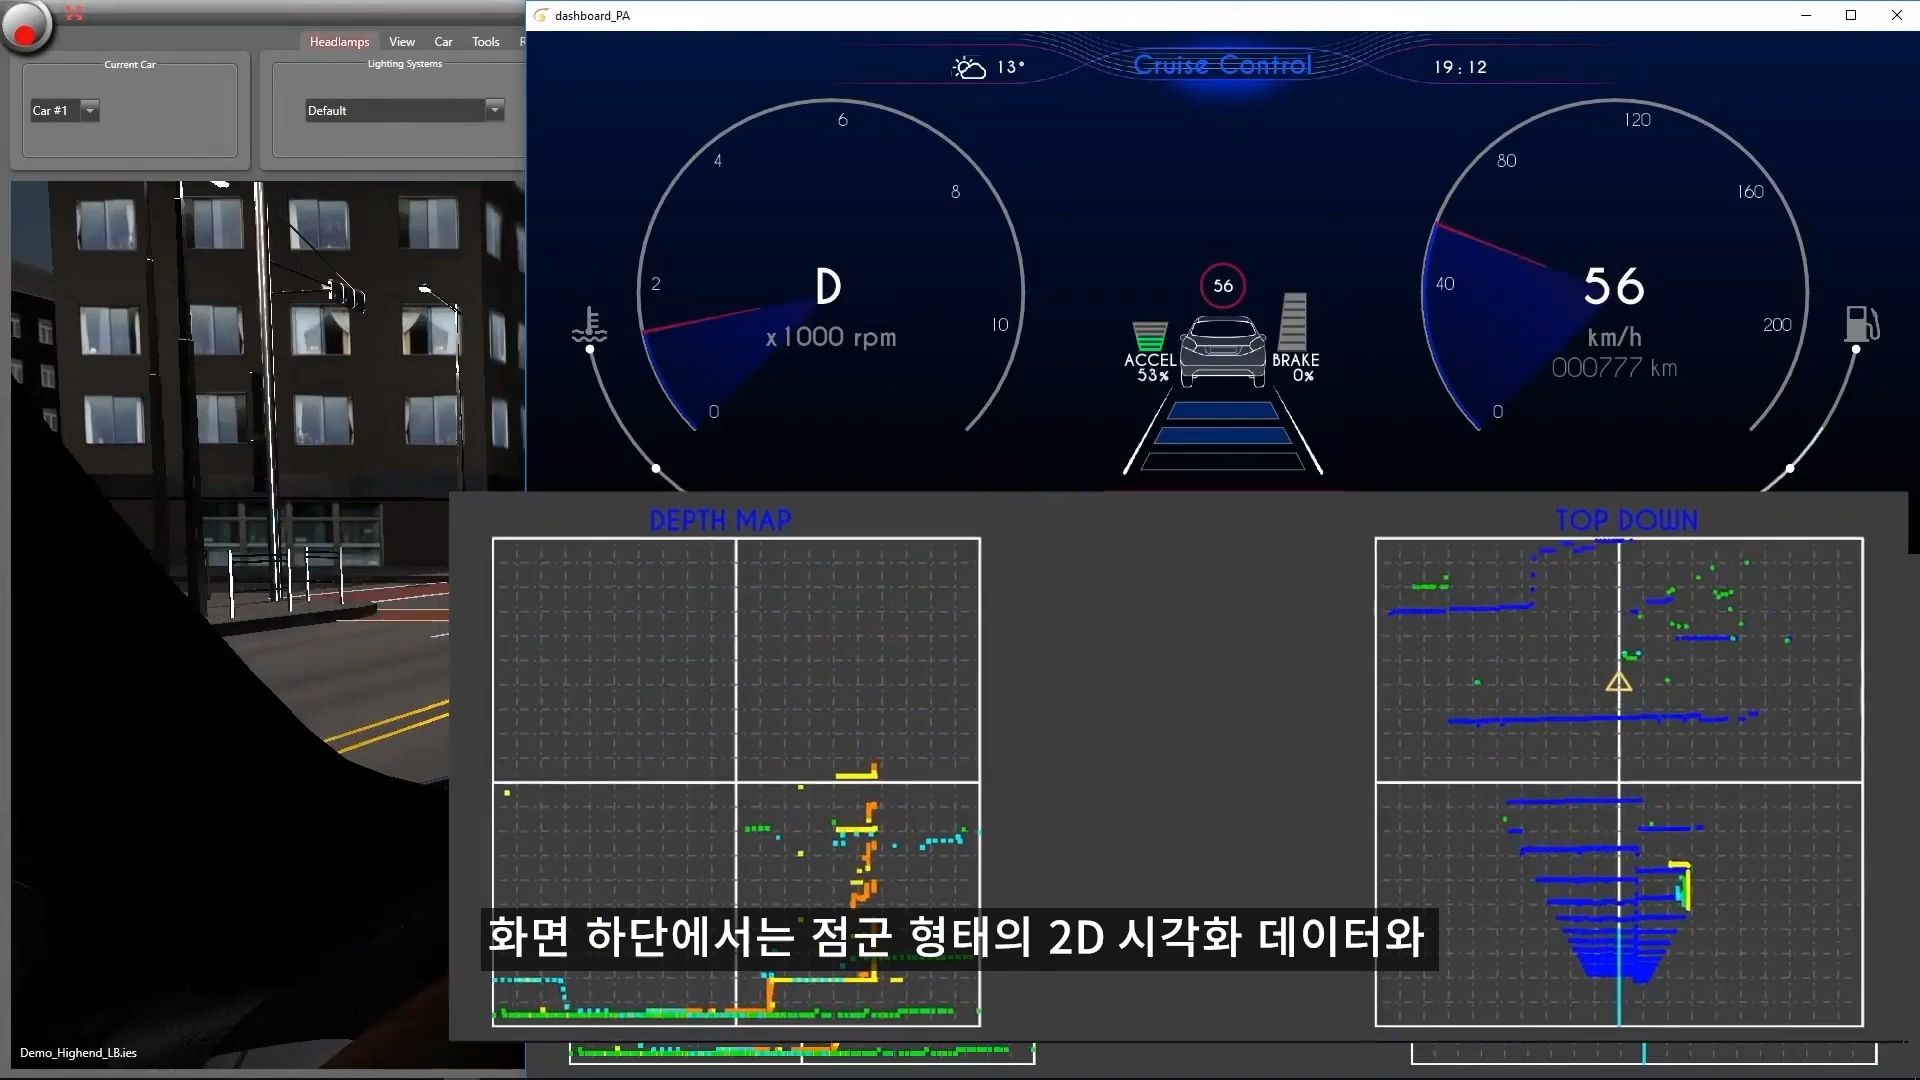 dashboard_PA
Headlamps View Car Tools
Current Car
Lighting Systems
Car #1
Default
13°
Cruise Control
19:12
0
2
4
6
8
10
D
x1000 rpm
56
ACCEL
53%
BRAKE
0%
0
40
80
120
160
200
56
km/h
000777 km
DEPTH MAP
TOP DOWN
화면 하단에서는 점군 형태의 2D 시각화 데이터와
Demo_Highend_LB.ies